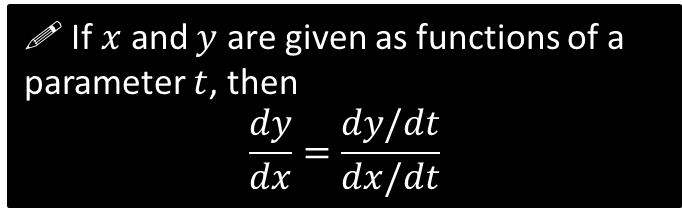 If x and y are given as functions of a
parameter t, then
dy/dx = (dy/dt)/(dx/dt)